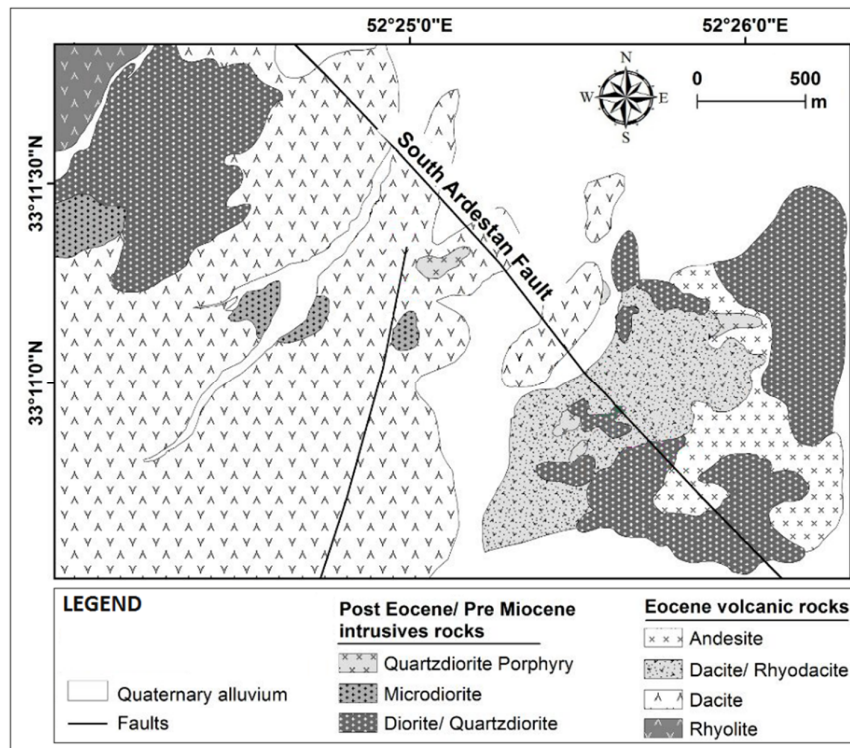 52°25'0"E
52°26'0"E
N
W E
S
0 500
m
33°11'30"N
33°11'0"N
South Ardestan Fault
LEGEND
Quaternary alluvium
Faults
Post Eocene/ Pre Miocene
intrusives rocks
Quartzdiorite Porphyry
Microdiorite
Diorite/ Quartzdiorite
Eocene volcanic rocks
Andesite
Dacite/ Rhyodacite
Dacite
Rhyolite